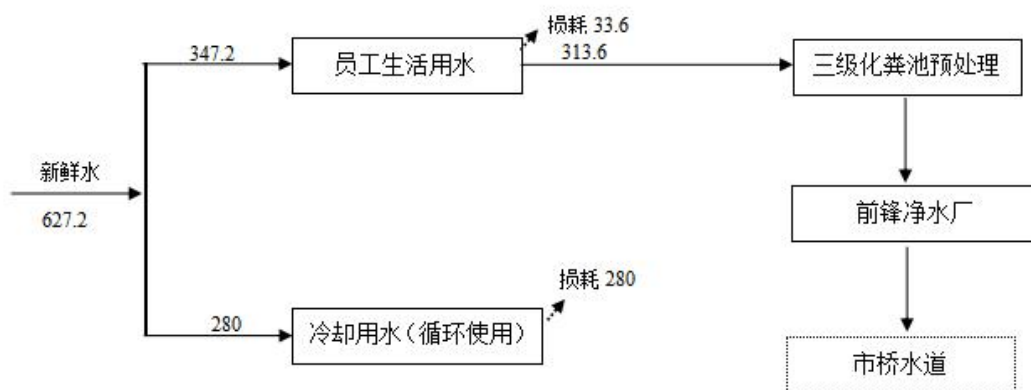 损耗 33.6
347.2
员工生活用水
313.6
三级化粪池预处理
新鲜水
627.2
前锋净水厂
损耗 280
280
冷却用水（循环使用）
市桥水道